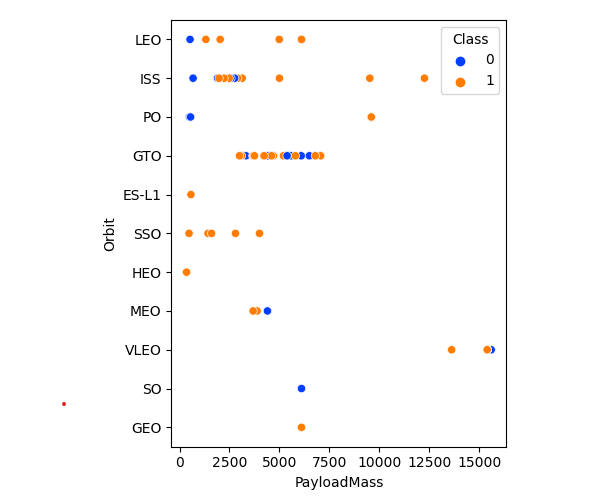 Class
0
1
LEO
ISS
PO
GTO
ES-L1
SSO
HEO
MEO
VLEO
SO
GEO
Orbit
0 2500 5000 7500 10000 12500 15000
PayloadMass